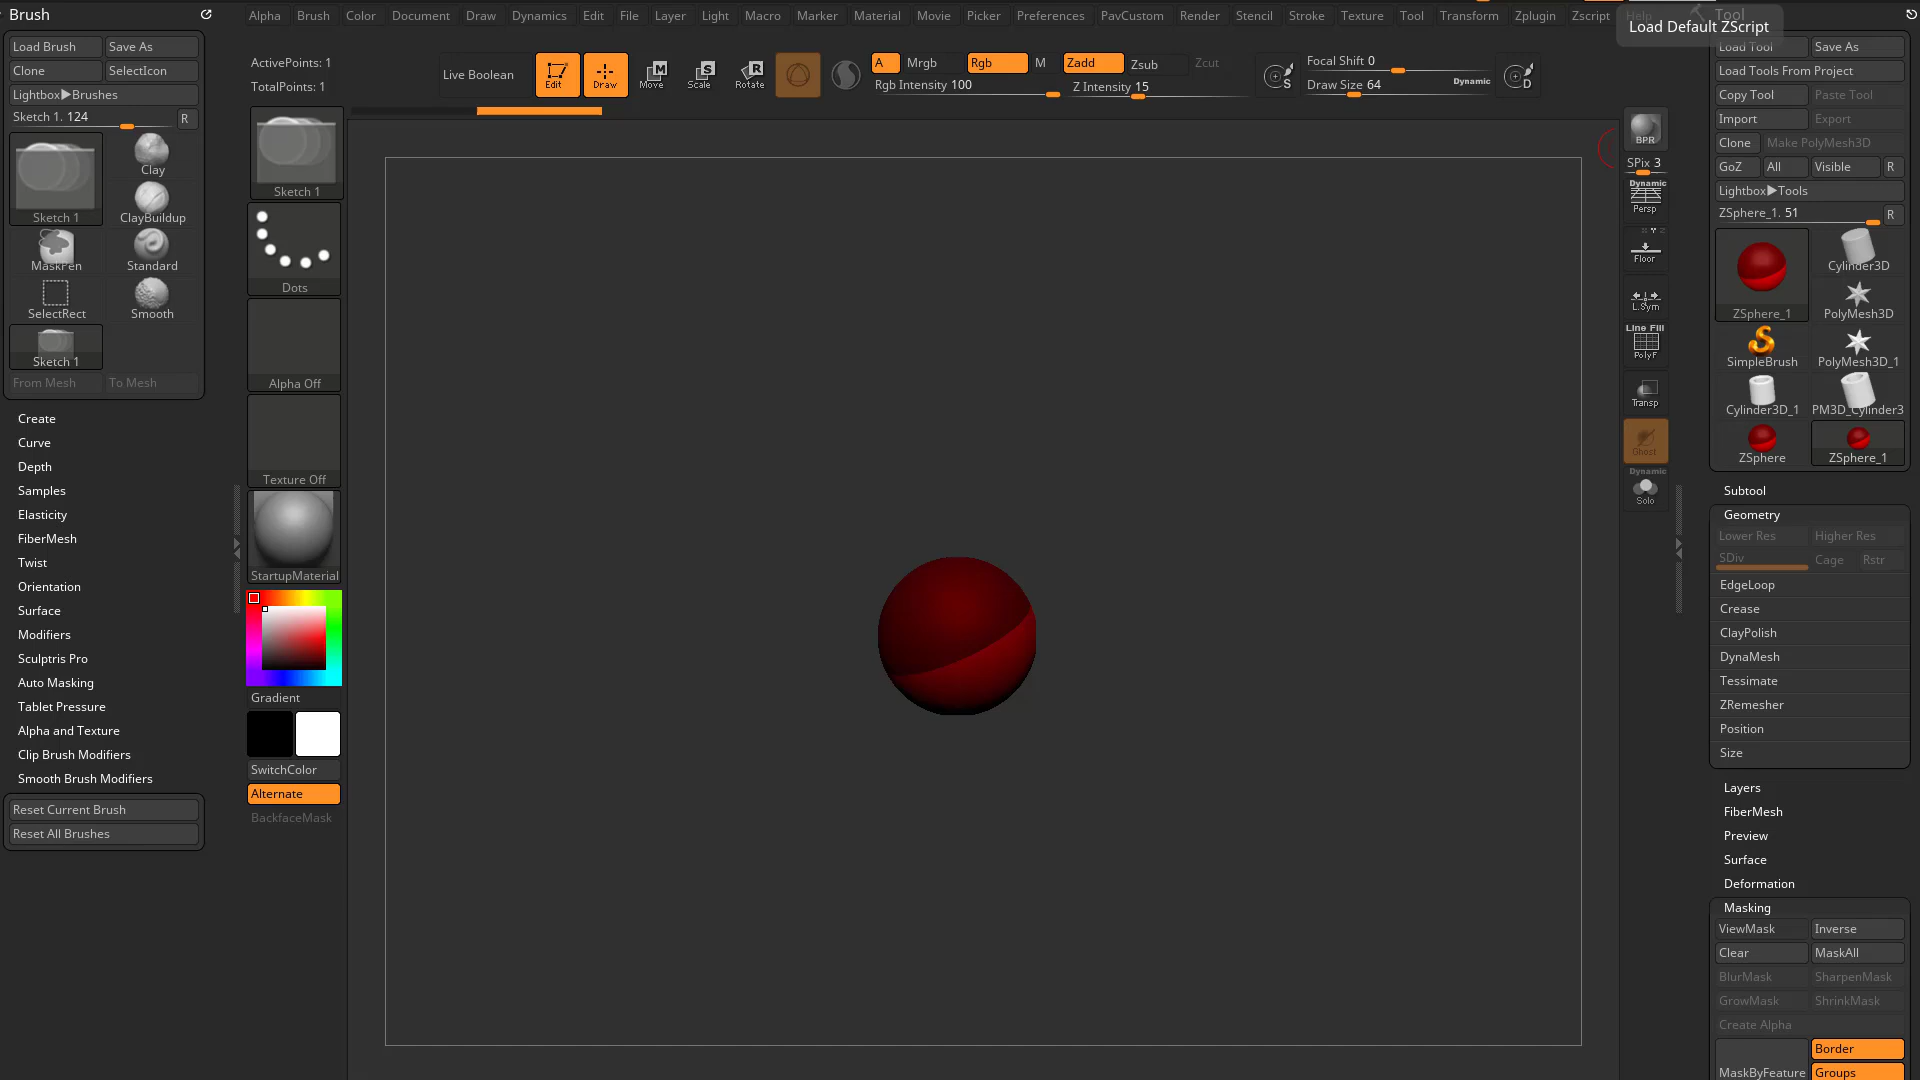 Brush
Load Brush Save As
Clone SelectIcon
Lightbox▶Brushes
Sketch 1. 124 R
Sketch 1
Clay
ClayBuildup
MaskPen Standard
SelectRect Smooth
Sketch 1
From Mesh To Mesh
Create
Curve
Depth
Samples
Elasticity
FiberMesh
Twist
Orientation
Surface
Modifiers
Sculptris Pro
Auto Masking
Tablet Pressure
Alpha and Texture
Clip Brush Modifiers
Smooth Brush Modifiers
Reset Current Brush
Reset All Brushes
Alpha Brush Color Document Draw Dynamics Edit File Layer Light Macro Marker Material Movie Picker Preferences PavCustom Render Stencil Stroke Texture Tool Transform Zplugin Zscript Help
Load Default ZScript
ActivePoints: 1
TotalPoints: 1
Live Boolean
Edit Draw Move Scale Rotate
A Mrgb Rgb M Zadd Zsub Zcut
Rgb Intensity 100 Z Intensity 15
S
Focal Shift 0
Draw Size 64 Dynamic
D
Sketch 1
Dots
Alpha Off
Texture Off
StartupMaterial
Gradient
SwitchColor
Alternate
BackfaceMask
BPR
SPix 3
Dynamic
Persp
Floor
L.Sym
Line Fill
PolyF
Transp
Ghost
Dynamic
Solo
Tool
Load Tool Save As
Load Tools From Project
Copy Tool Paste Tool
Import Export
Clone Make PolyMesh3D
GoZ All Visible R
Lightbox▶Tools
ZSphere_1. 51 R
ZSphere_1
Cylinder3D
PolyMesh3D
SimpleBrush PolyMesh3D_1
Cylinder3D_1 PM3D_Cylinder3
ZSphere ZSphere_1
Subtool
Geometry
Lower Res Higher Res
SDiv Cage Rstr
EdgeLoop
Crease
ClayPolish
DynaMesh
Tessimate
ZRemesher
Position
Size
Layers
FiberMesh
Preview
Surface
Deformation
Masking
ViewMask Inverse
Clear MaskAll
BlurMask SharpenMask
GrowMask ShrinkMask
Create Alpha
Border
MaskByFeature Groups